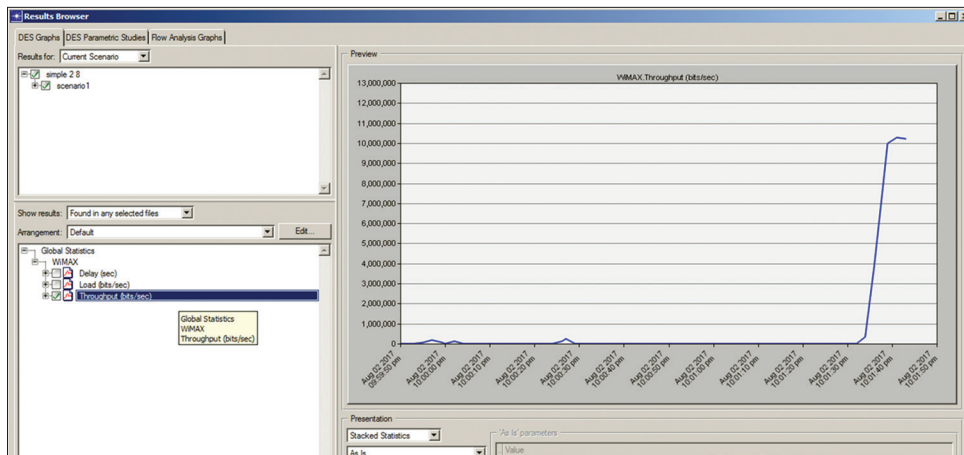 Results Browser
DES Graphs DES Parametric Studies Flow Analysis Graphs
Results for: Current Scenario
simple 2 8
scenario1
Show results: Found in any selected files
Arrangement: Default Edit...
Global Statistics
WiMAX
Delay (sec)
Load (bits/sec)
Throughput (bits/sec)
Global Statistics
WiMAX
Throughput (bits/sec)
Preview
WiMAX.Throughput (bits/sec)
13,000,000
12,000,000
11,000,000
10,000,000
9,000,000
8,000,000
7,000,000
6,000,000
5,000,000
4,000,000
3,000,000
2,000,000
1,000,000
0
Aug 02 2017
09:59:50 pm
Aug 02 2017
10:00:00 pm
Aug 02 2017
10:00:10 pm
Aug 02 2017
10:00:20 pm
Aug 02 2017
10:00:30 pm
Aug 02 2017
10:00:40 pm
Aug 02 2017
10:00:50 pm
Aug 02 2017
10:01:00 pm
Aug 02 2017
10:01:10 pm
Aug 02 2017
10:01:20 pm
Aug 02 2017
10:01:30 pm
Aug 02 2017
10:01:40 pm
Aug 02 2017
10:01:50 pm
Presentation
Stacked Statistics
'As Is' parameters
As Is
Value